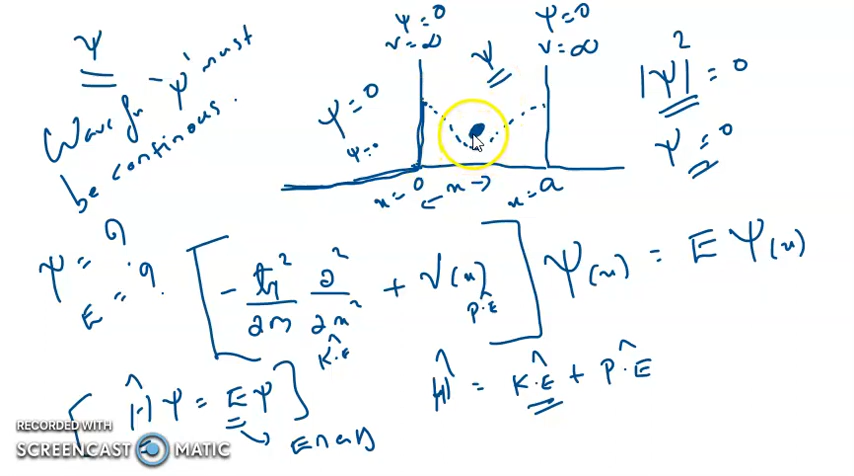 ψ=0
ψ=0
V=∞
V=∞
ψ
ψ
|ψ|² = 0
- ψ' must
Wave fn
be continous.
ψ=0
ψ=0
ψ=0
x=0
← x →
x=a
ψ = ?
E = ?
[ - ħ²/2m ∂²/∂x² + V(x) ] ψ(x) = E ψ(x)
P.E
K.E
[ Ĥψ = Eψ ]
Ĥ = K.E + P.E
RECORDED WITH
SCREENCAST MATIC